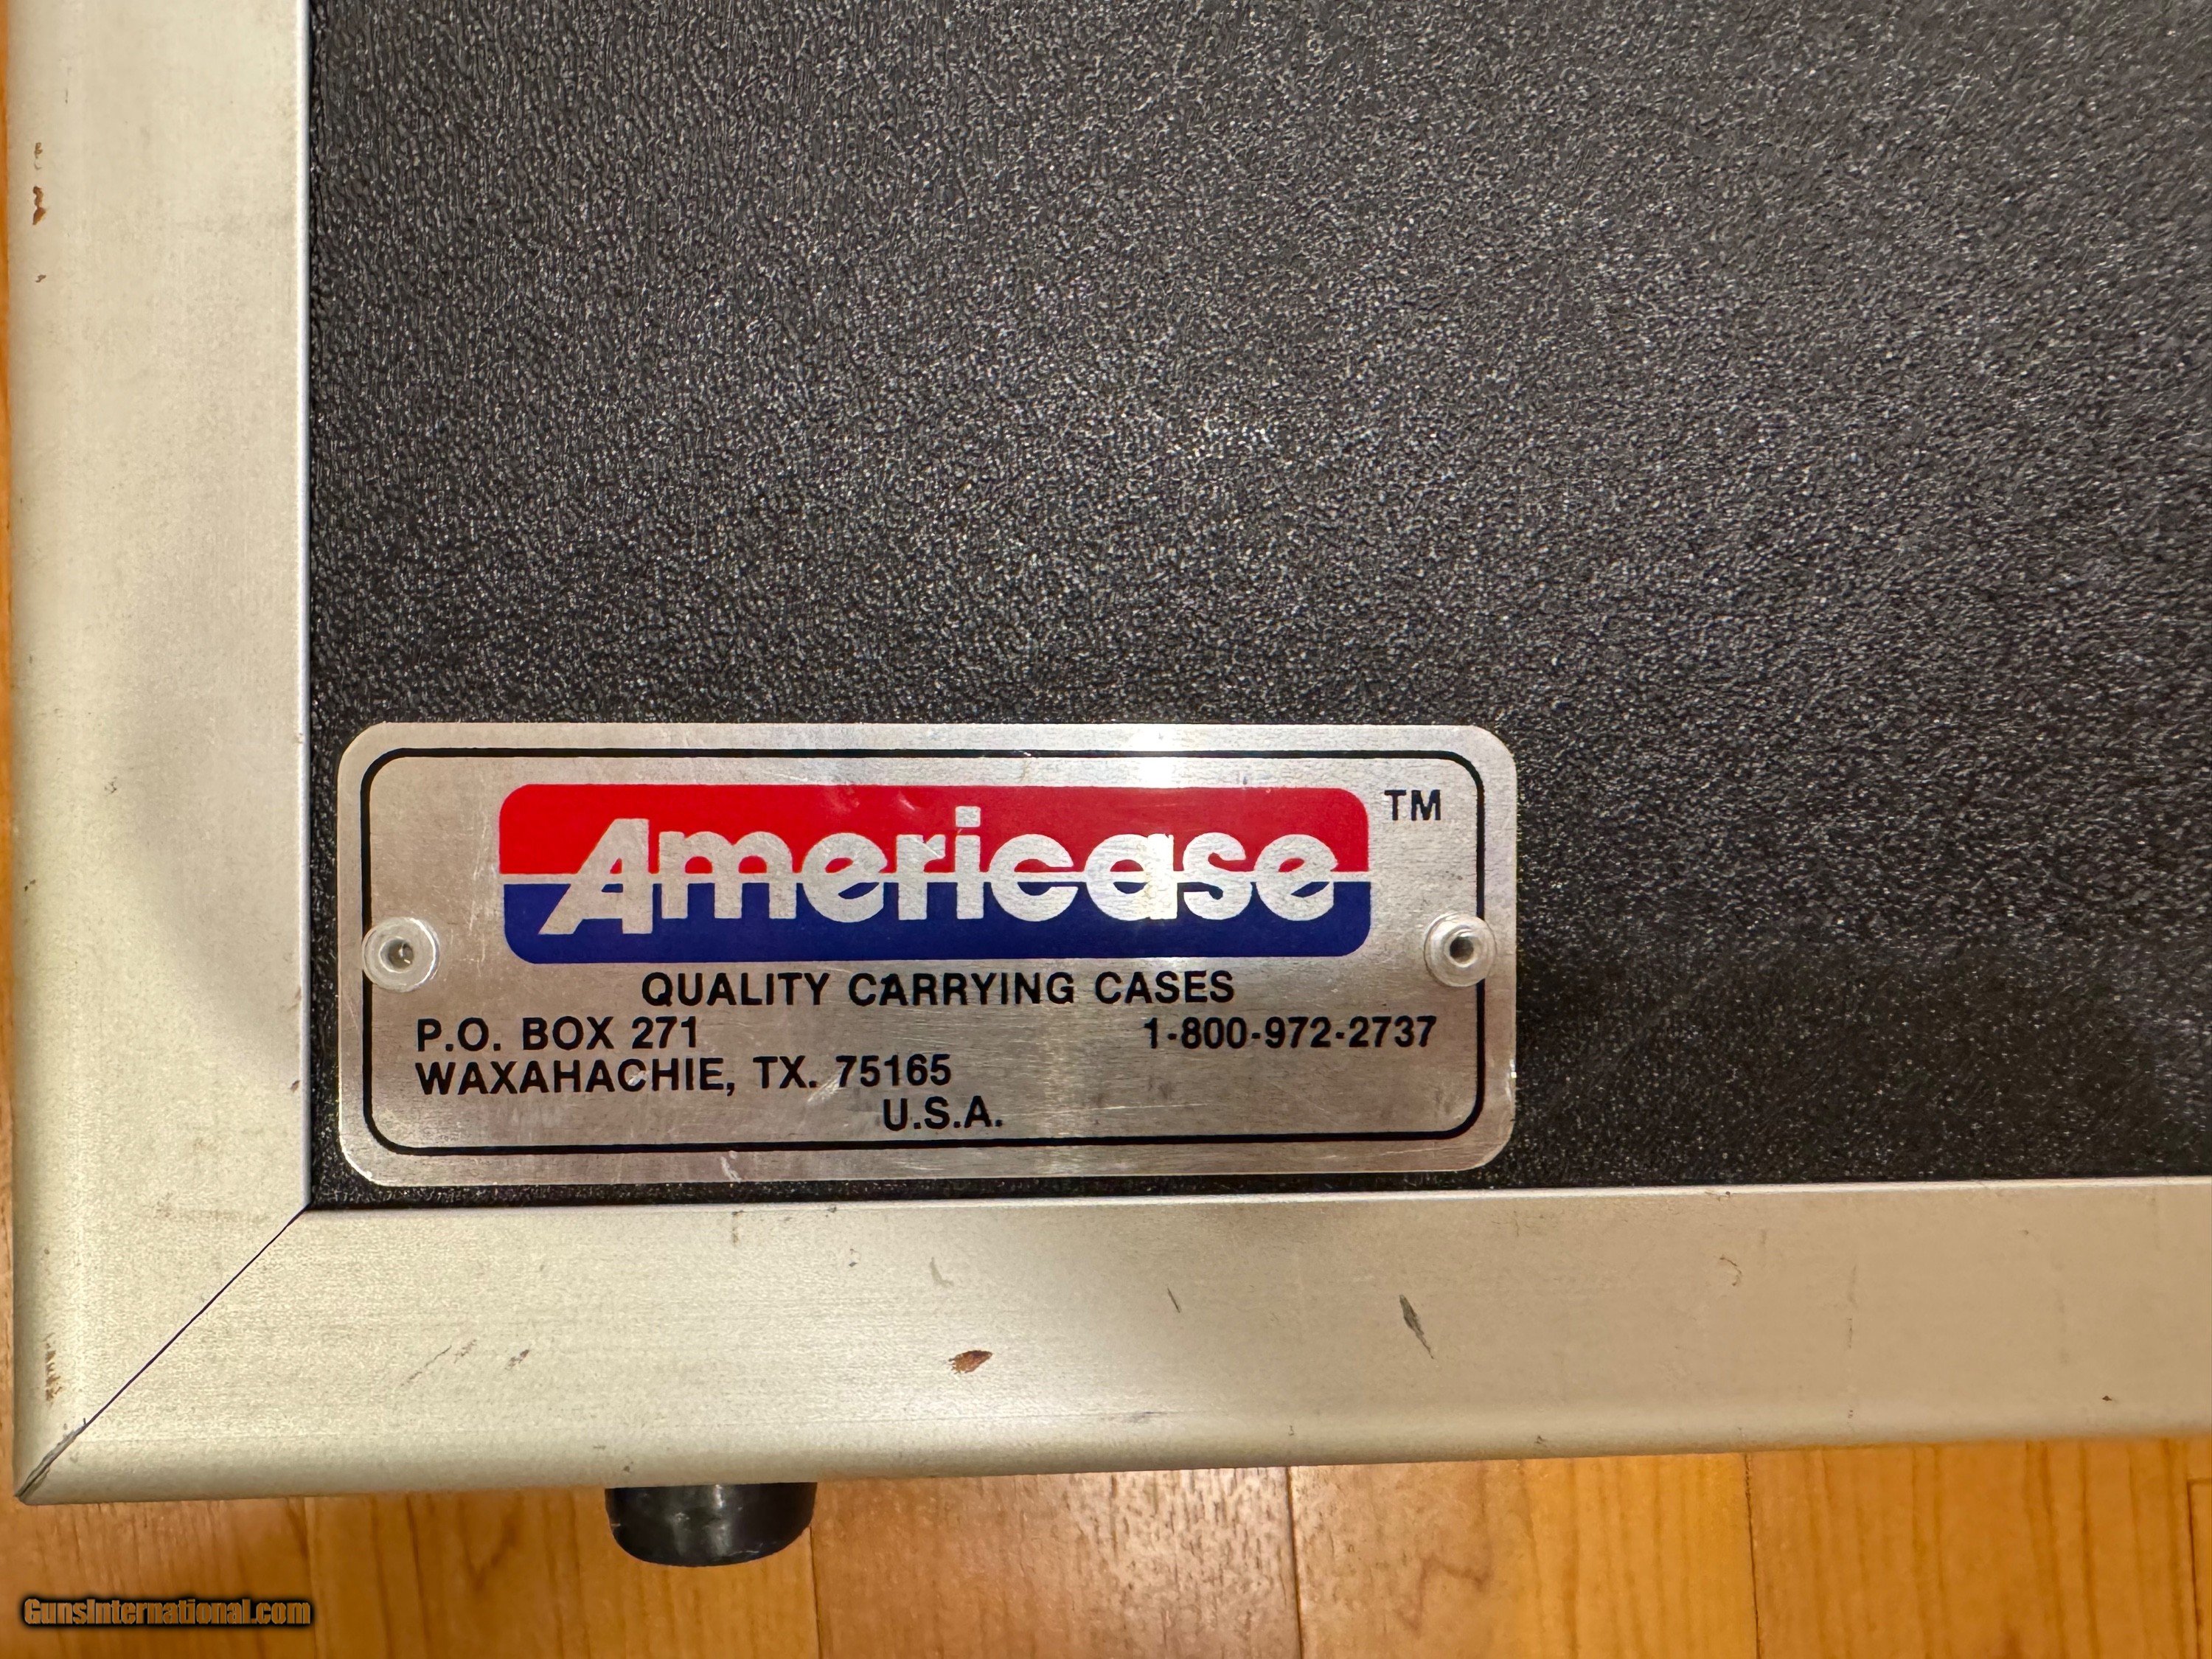 Americase TM
QUALITY CARRYING CASES
P.O. BOX 271 1-800-972-2737
WAXAHACHIE, TX. 75165
U.S.A.
GunsInternational.com